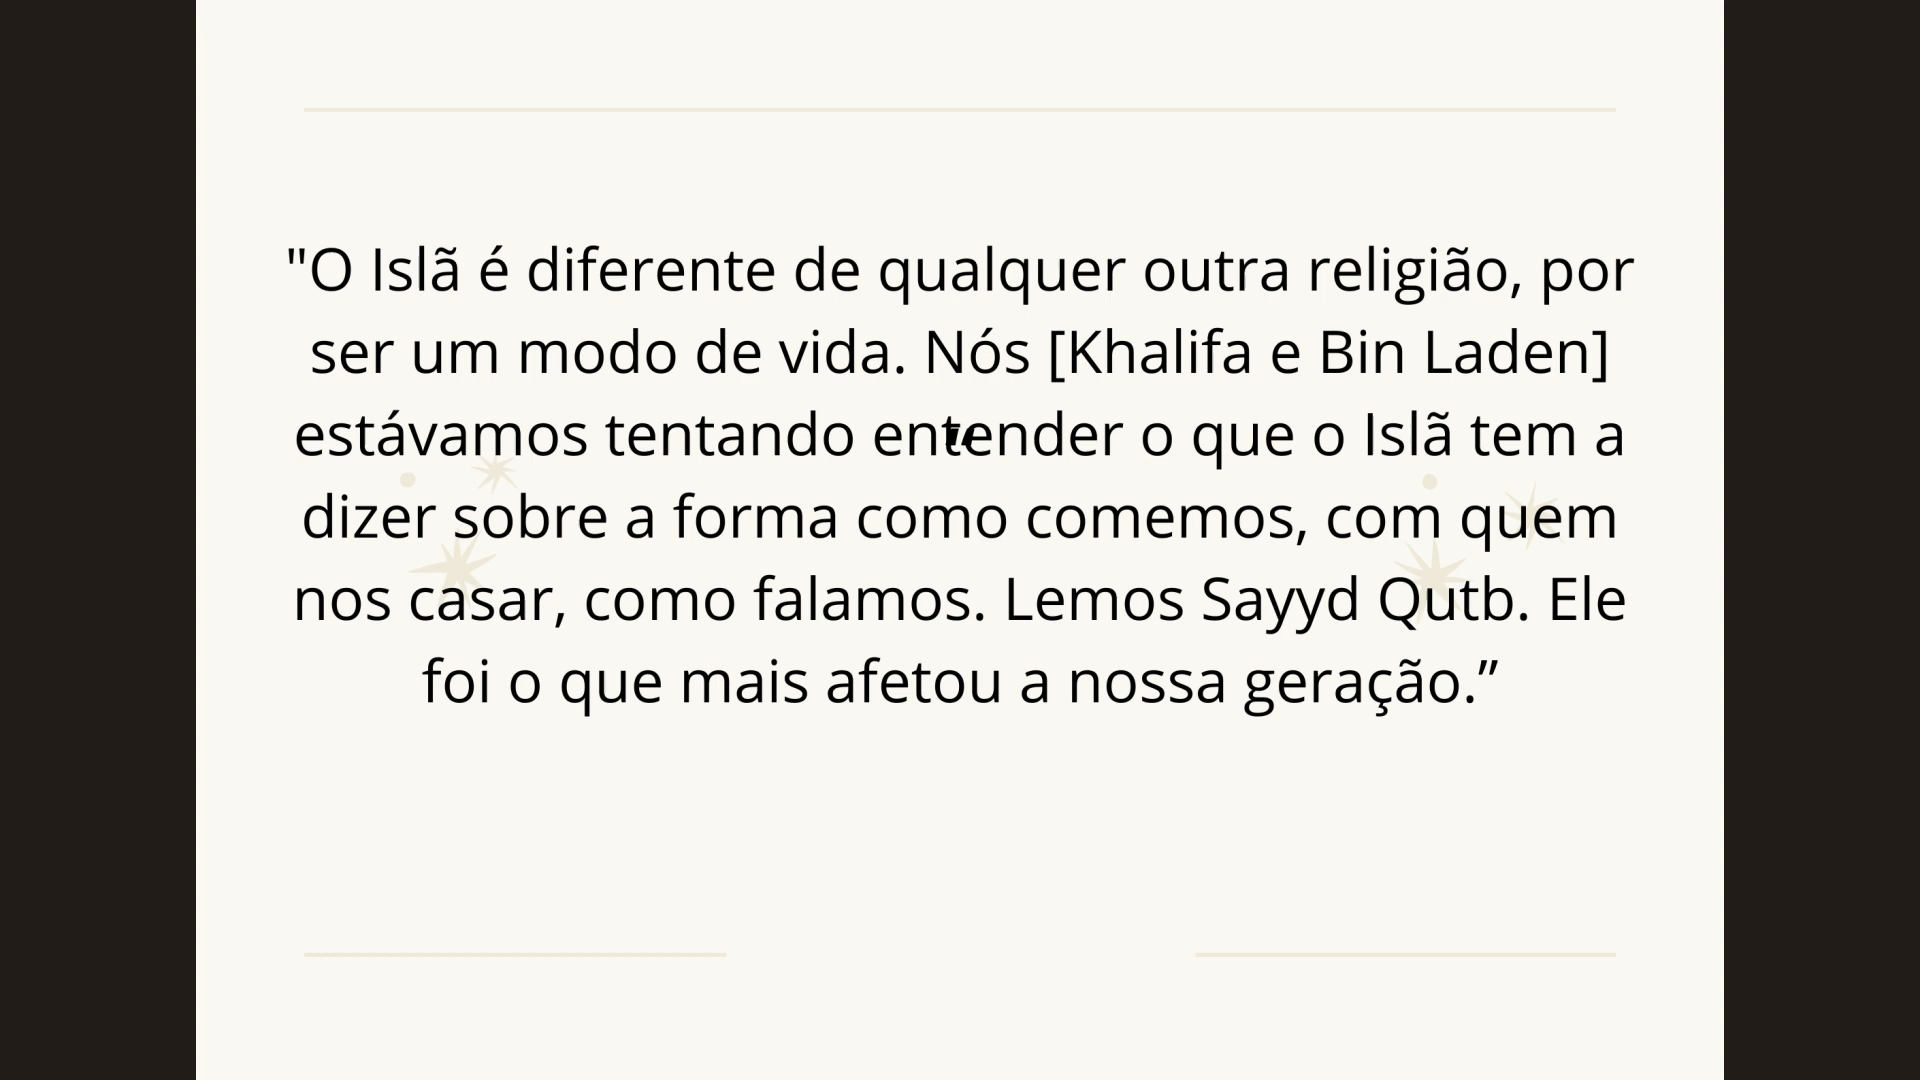 "O Islã é diferente de qualquer outra religião, por
ser um modo de vida. Nós [Khalifa e Bin Laden]
estávamos tentando entender o que o Islã tem a
dizer sobre a forma como comemos, com quem
nos casar, como falamos. Lemos Sayyd Qutb. Ele
foi o que mais afetou a nossa geração.”